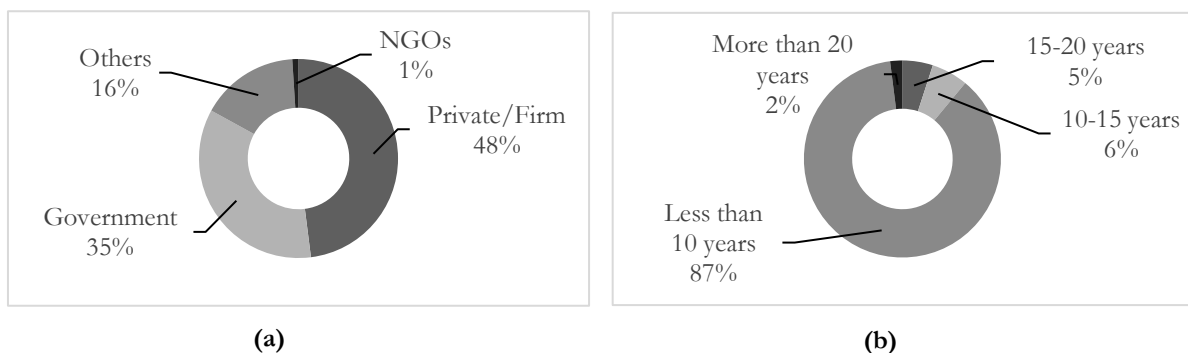 NGOs
1%
Others
16%
Private/Firm
48%
Government
35%
(a)
More than 20
years
2%
15-20 years
5%
10-15 years
6%
Less than
10 years
87%
(b)